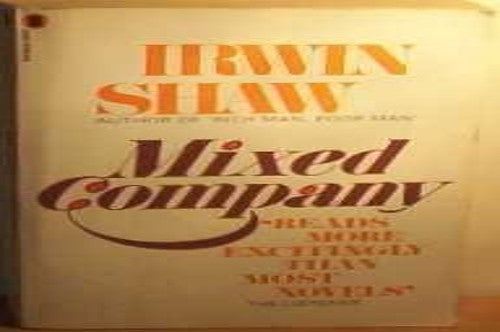 IRWIN
SHAW
AUTHOR OF 'RICH MAN, POOR MAN'
Mixed
Company
'READS
MORE
EXCITINGLY
THAN
MOST
NOVELS'